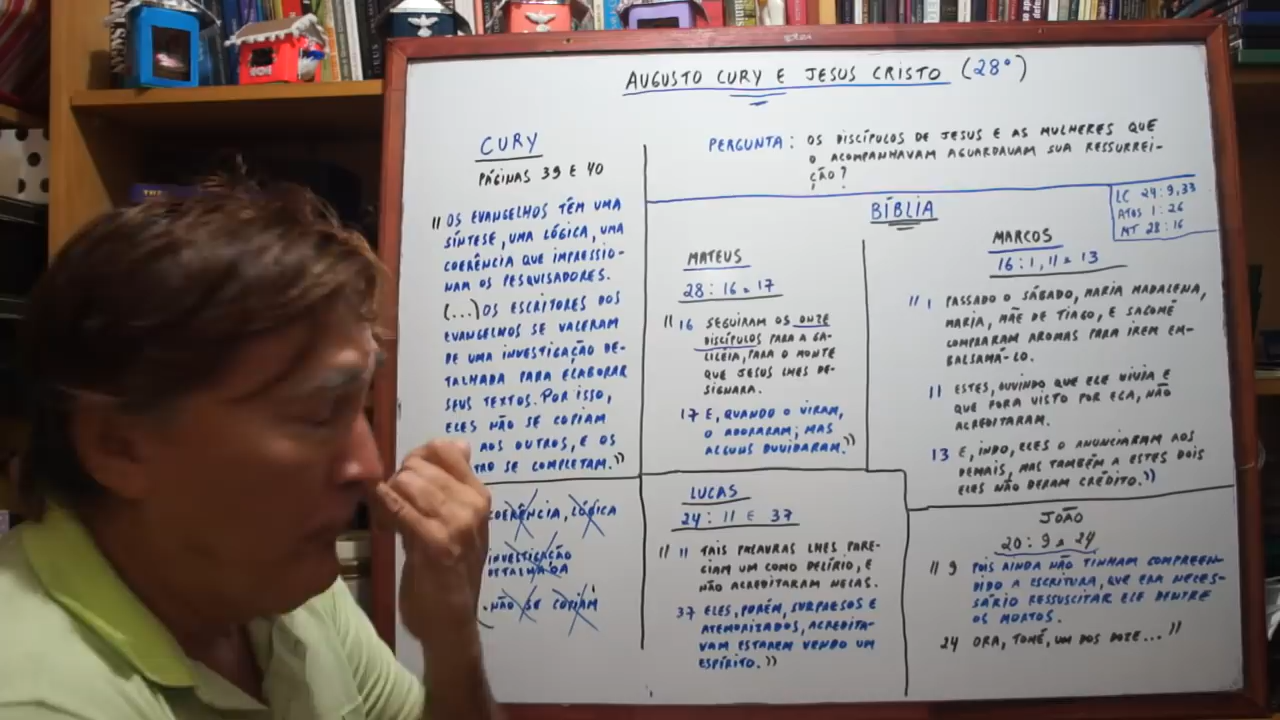 AUGUSTO CURY E JESUS CRISTO (28º)
CURY
PÁGINAS 39 E 40
"OS EVANGELHOS TÊM UMA
SÍNTESE, UMA LÓGICA, UMA
COERÊNCIA QUE IMPRESSIO-
NAM OS PESQUISADORES.
(...) OS ESCRITORES DOS
EVANGELHOS SE VALERAM
DE UMA INVESTIGAÇÃO DE-
TALHADA PARA ELABORAR
SEUS TEXTOS. POR ISSO,
ELES NÃO SE COPIAM
AOS OUTROS, E OS
SE COMPLETAM."
COERÊNCIA, LÓGICA
INVESTIGAÇÃO
DETALHADA
NÃO SE COPIAM
PERGUNTA: OS DISCÍPULOS DE JESUS E AS MULHERES QUE
O ACOMPANHAVAM AGUARDAVAM SUA RESSURREI-
ÇÃO?
BÍBLIA
LC 24:9,33
ATOS 1:26
MT 28:16
MATEUS
28:16 a 17
"16 SEGUIRAM OS ONZE
DISCÍPULOS PARA A GA-
LILÉIA, PARA O MONTE
QUE JESUS LHES DE-
SIGNARA.
17 E, QUANDO O VIRAM,
O ADORARAM; MAS
ALGUNS DUVIDARAM."
MARCOS
16:1, 11 a 13
"1 PASSADO O SÁBADO, MARIA MADALENA,
MARIA, MÃE DE TIAGO, E SALOMÉ
COMPRARAM AROMAS PARA IREM EM-
BALSAMÁ-LO.
11 ESTES, OUVINDO QUE ELE VIVIA E
QUE FORA VISTO POR ELA, NÃO
ACREDITARAM.
13 E, INDO, ELES O ANUNCIARAM AOS
DEMAIS, MAS TAMBÉM A ESTES DOIS
ELES NÃO DERAM CRÉDITO."
LUCAS
24:11 E 37
"11 TAIS PALAVRAS LHES PARE-
CIAM UM COMO DELÍRIO, E
NÃO ACREDITARAM NELAS.
37 ELES, PORÉM, SURPRESOS E
ATEMORIZADOS, ACREDITA-
VAM ESTAREM VENDO UM
ESPÍRITO."
JOÃO
20:9 a 24
"9 POIS AINDA NÃO TINHAM COMPREEN-
DIDO A ESCRITURA, QUE ERA NECES-
SÁRIO RESSUSCITAR ELE DENTRE
OS MORTOS.
24 ORA, TOMÉ, UM DOS DOZE..."